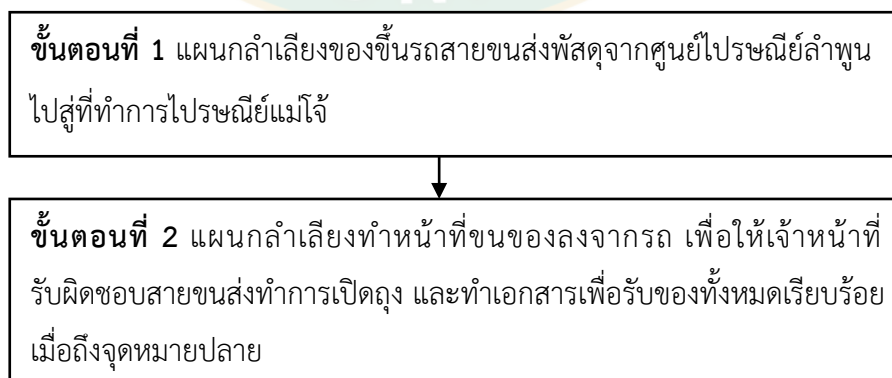 ขั้นตอนที่ 1 แผนกลำเลียงของขึ้นรถสายขนส่งพัสดุจากศูนย์ไปรษณีย์ลำพูน
ไปสู่ที่ทำการไปรษณีย์แม่โจ้
ขั้นตอนที่ 2 แผนกลำเลียงทำหน้าที่ขนของลงจากรถ เพื่อให้เจ้าหน้าที่
รับผิดชอบสายขนส่งทำการเปิดถุง และทำเอกสารเพื่อรับของทั้งหมดเรียบร้อย
เมื่อถึงจุดหมายปลาย